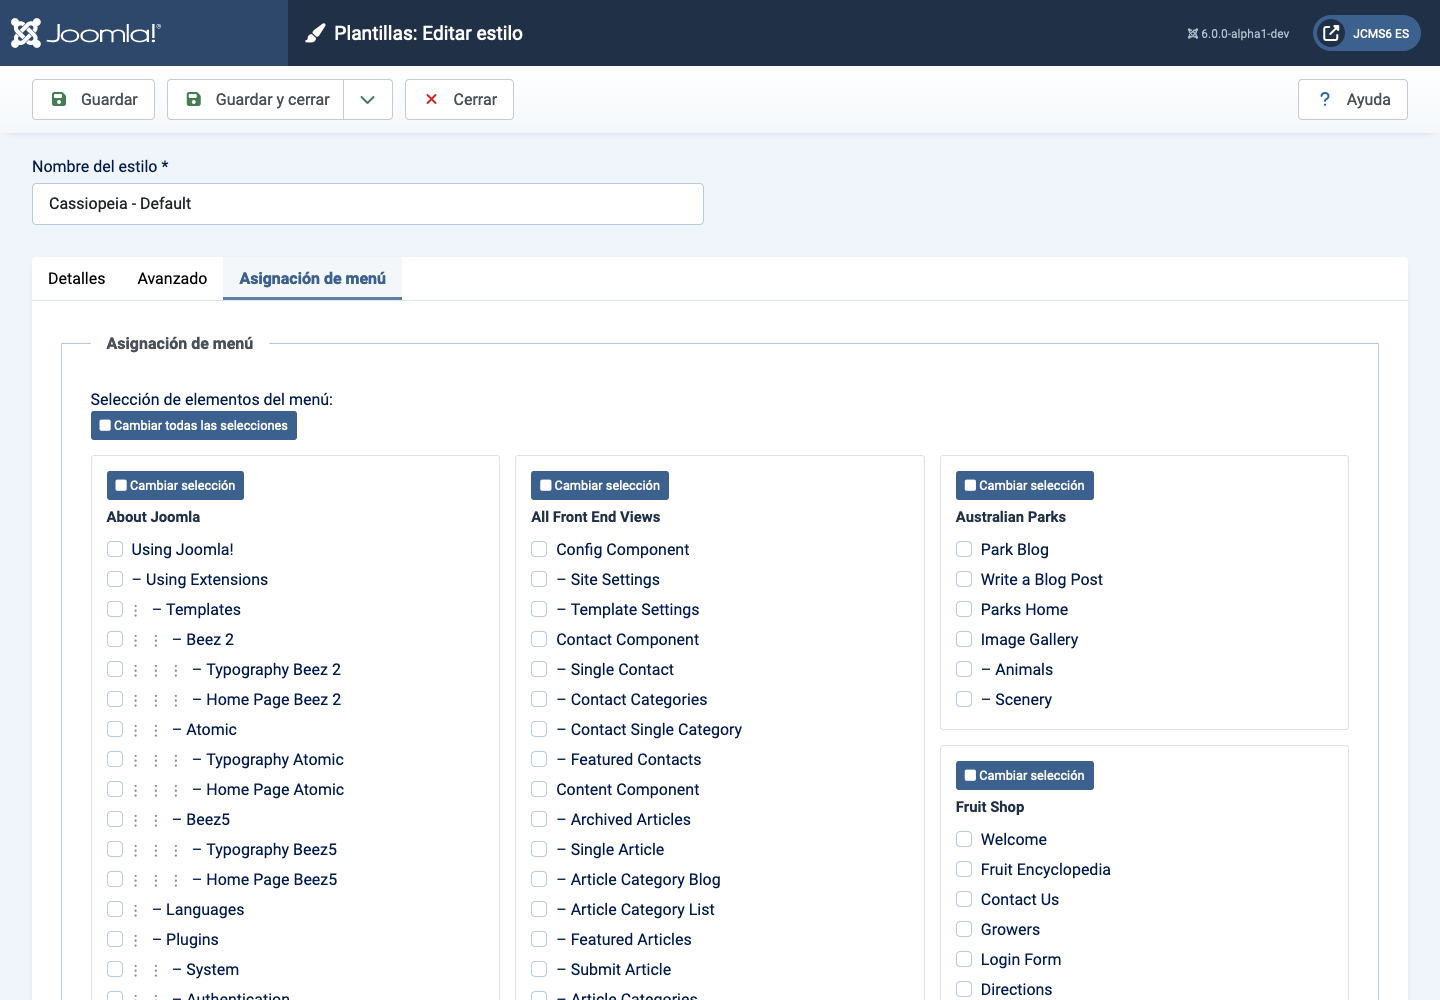 Joomla!®
Plantillas: Editar estilo
6.0.0-alpha1-dev
JCMS6 ES
Guardar
Guardar y cerrar
Cerrar
? Ayuda
Nombre del estilo *
Cassiopeia - Default
Detalles
Avanzado
Asignación de menú
Asignación de menú
Selección de elementos del menú:
Cambiar todas las selecciones
Cambiar selección
About Joomla
Using Joomla!
– Using Extensions
– Templates
– Beez 2
– Typography Beez 2
– Home Page Beez 2
– Atomic
– Typography Atomic
– Home Page Atomic
– Beez5
– Typography Beez5
– Home Page Beez5
– Languages
– Plugins
– System
– Authentication
Cambiar selección
All Front End Views
Config Component
– Site Settings
– Template Settings
Contact Component
– Single Contact
– Contact Categories
– Contact Single Category
– Featured Contacts
Content Component
– Archived Articles
– Single Article
– Article Category Blog
– Article Category List
– Featured Articles
– Submit Article
– Article Categories
Cambiar selección
Australian Parks
Park Blog
Write a Blog Post
Parks Home
Image Gallery
– Animals
– Scenery
Cambiar selección
Fruit Shop
Welcome
Fruit Encyclopedia
Contact Us
Growers
Login Form
Directions